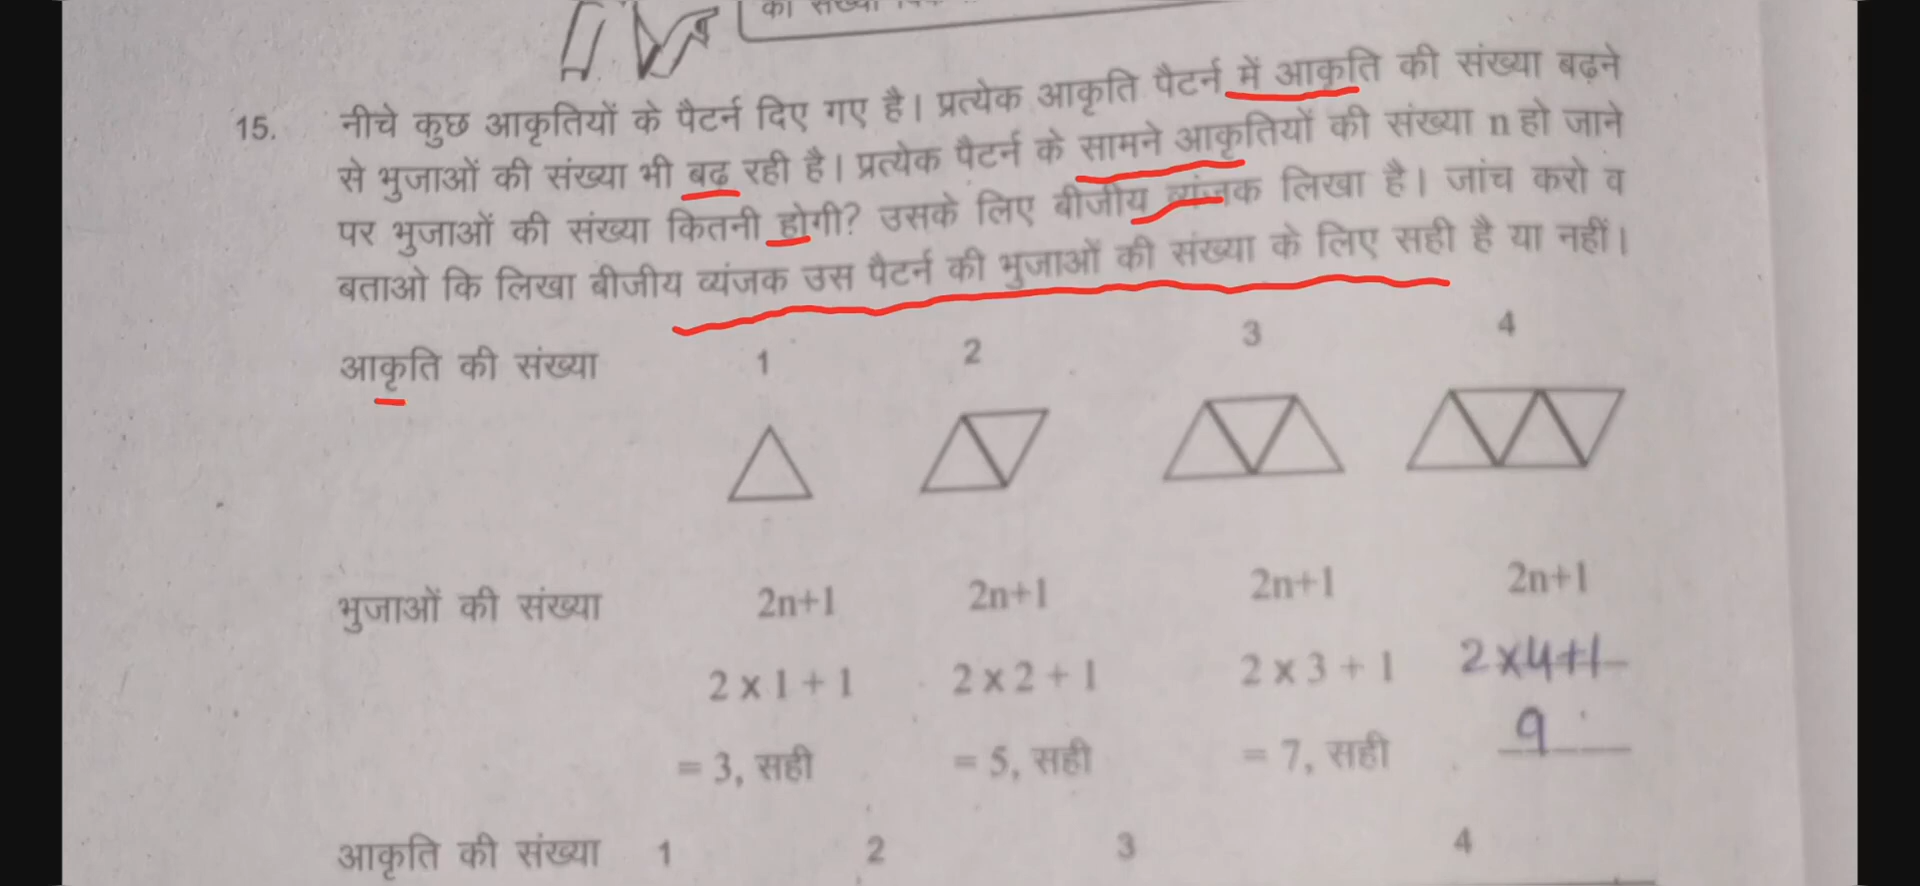 15. नीचे कुछ आकृतियों के पैटर्न दिए गए है। प्रत्येक आकृति पैटर्न में आकृति की संख्या बढ़ने
से भुजाओं की संख्या भी बढ़ रही है। प्रत्येक पैटर्न के सामने आकृतियों की संख्या n हो जाने
पर भुजाओं की संख्या कितनी होगी? उसके लिए बीजीय व्यंजक लिखा है। जांच करो व
बताओ कि लिखा बीजीय व्यंजक उस पैटर्न की भुजाओं की संख्या के लिए सही है या नहीं।
आकृति की संख्या 1 2 3 4
भुजाओं की संख्या 2n+1 2n+1 2n+1 2n+1
2 x 1 + 1 2 x 2 + 1 2 x 3 + 1 2 x 4 + 1
= 3, सही = 5, सही = 7, सही 9
आकृति की संख्या 1 2 3 4